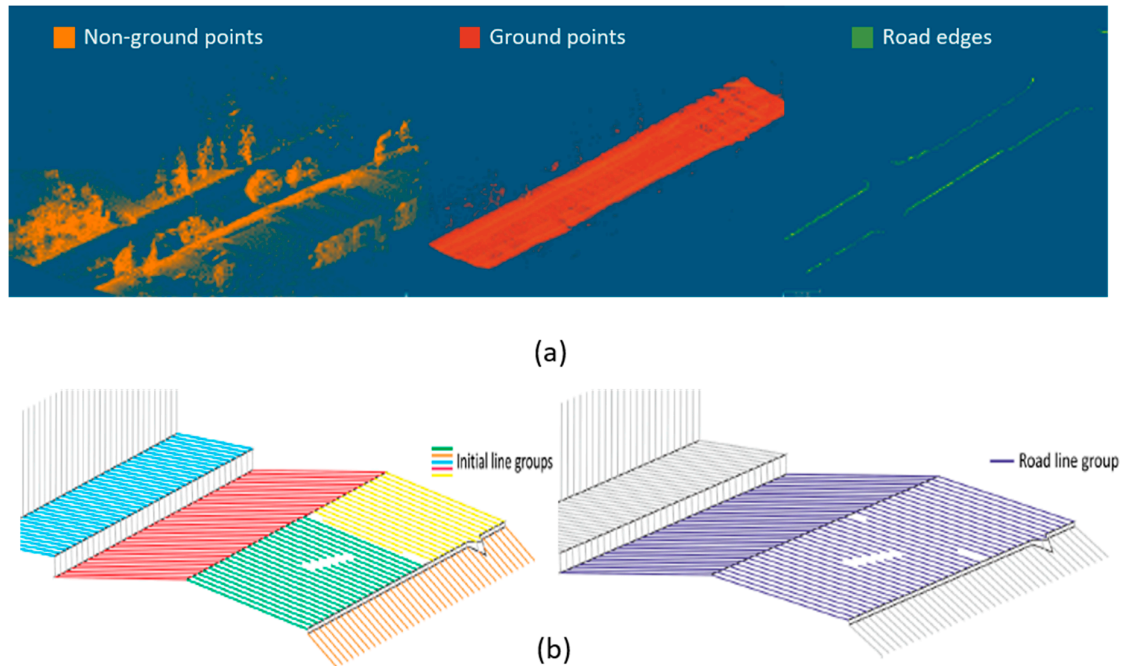 Non-ground points
Ground points
Road edges
(a)
Initial line groups
Road line group
(b)